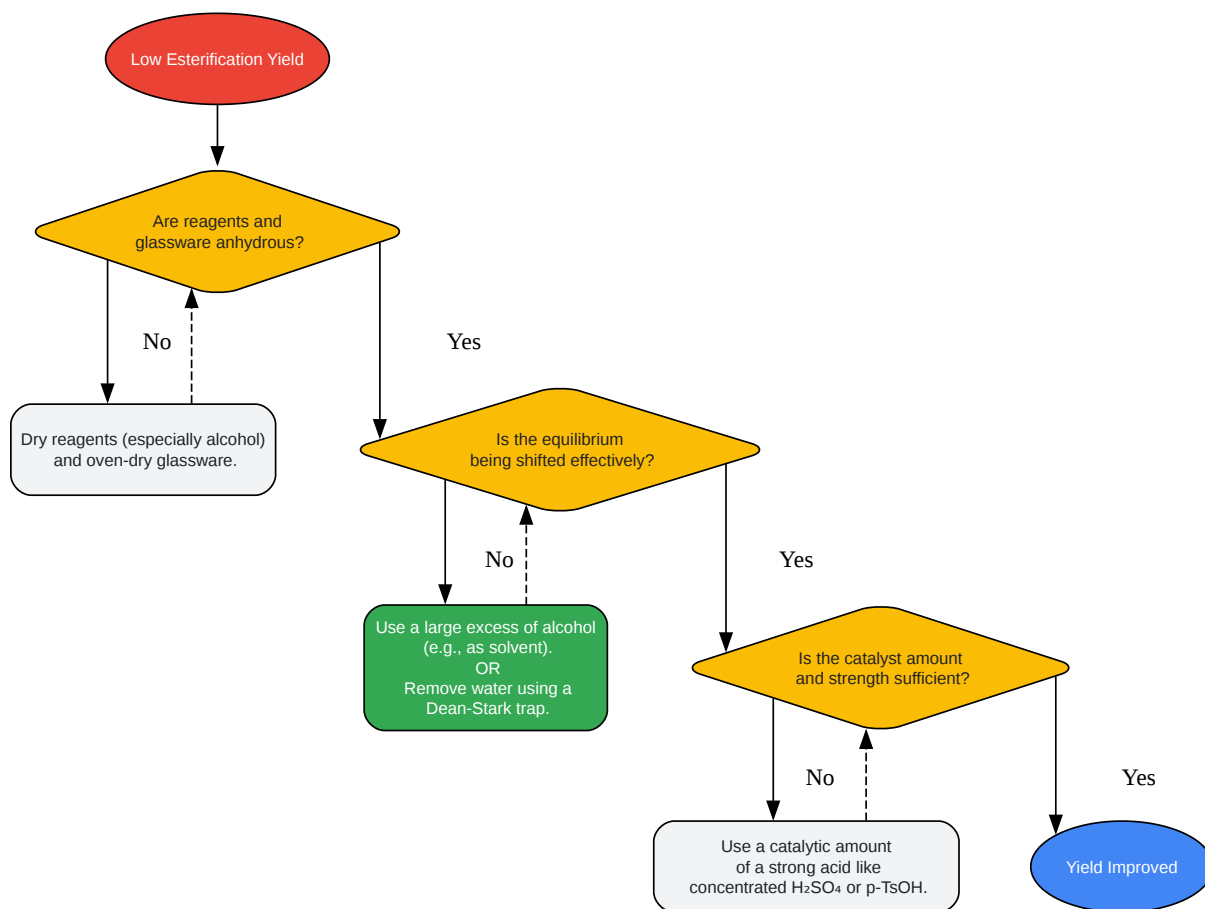 Low Esterification Yield
Are reagents and
glassware anhydrous?
No
Yes
Dry reagents (especially alcohol)
and oven-dry glassware.
Is the equilibrium
being shifted effectively?
No
Yes
Use a large excess of alcohol
(e.g., as solvent).
OR
Remove water using a
Dean-Stark trap.
Is the catalyst amount
and strength sufficient?
No
Yes
Use a catalytic amount
of a strong acid like
concentrated H₂SO₄ or p-TsOH.
Yield Improved